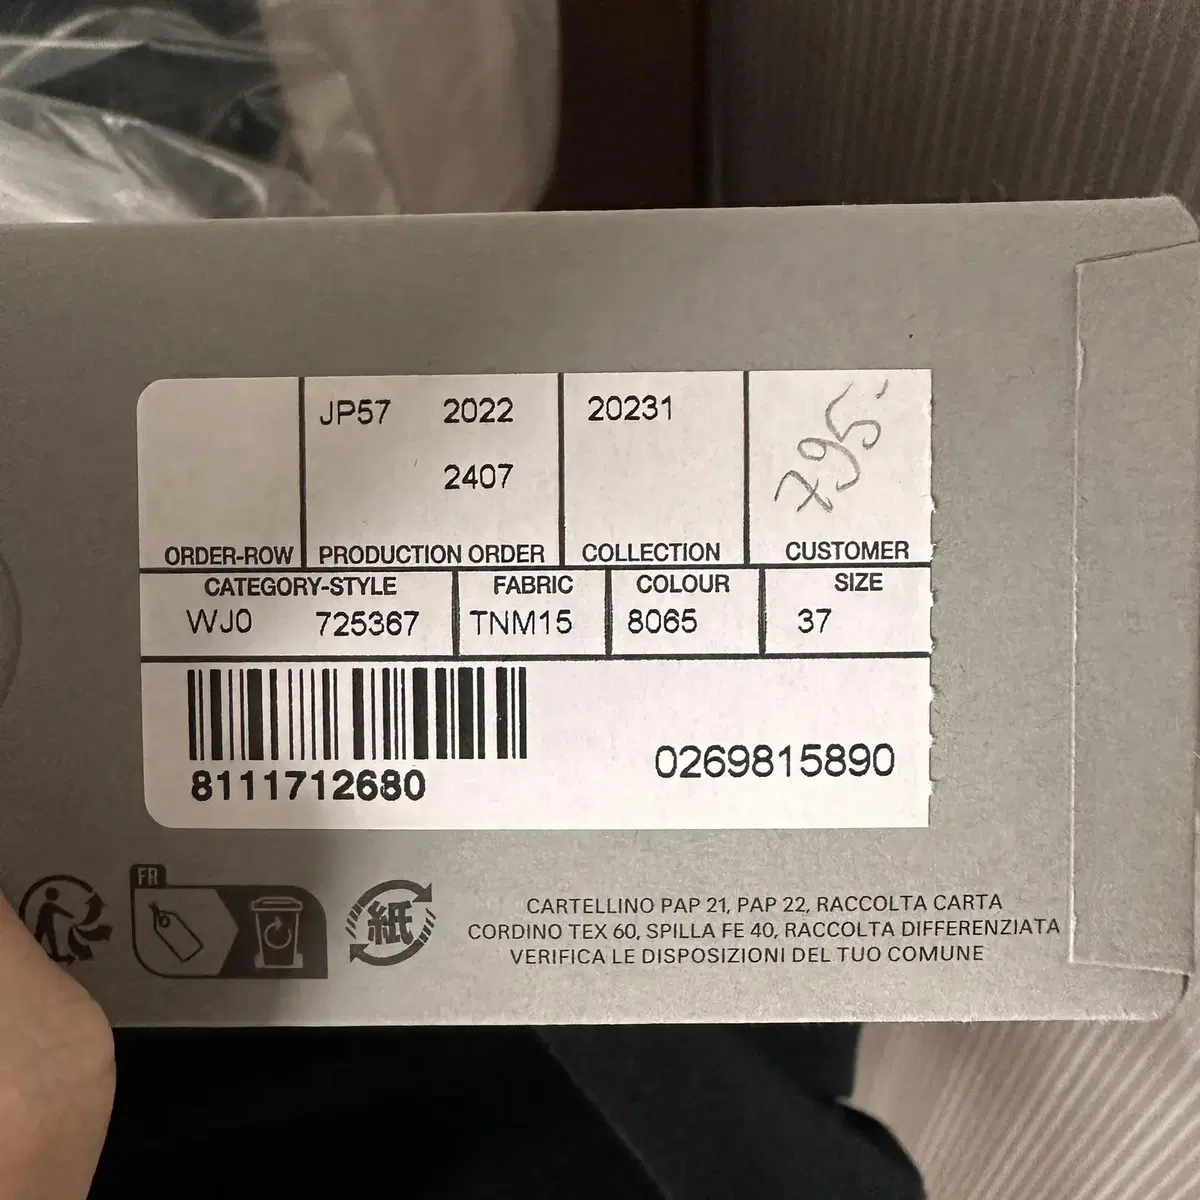 JP57 2022 20231 795.-
2407
ORDER-ROW PRODUCTION ORDER COLLECTION CUSTOMER
CATEGORY-STYLE FABRIC COLOUR SIZE
WJ0 725367 TNM15 8065 37
8111712680 0269815890
FR
紙
CARTELLINO PAP 21, PAP 22, RACCOLTA CARTA
CORDINO TEX 60, SPILLA FE 40, RACCOLTA DIFFERENZIATA
VERIFICA LE DISPOSIZIONI DEL TUO COMUNE